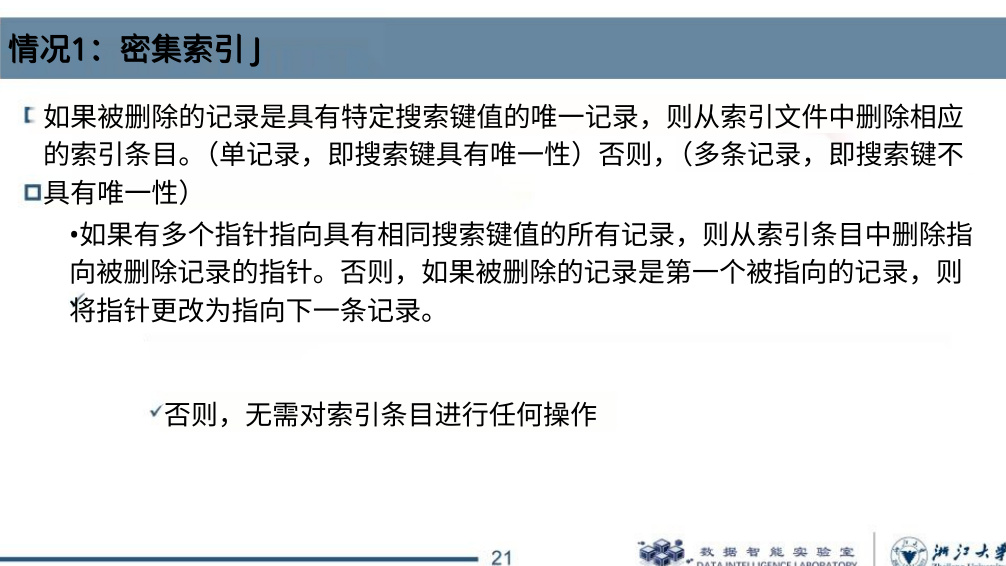 情况1：密集索引 J
如果被删除的记录是具有特定搜索键值的唯一记录，则从索引文件中删除相应
的索引条目。（单记录，即搜索键具有唯一性）否则，（多条记录，即搜索键不
具有唯一性）
•如果有多个指针指向具有相同搜索键值的所有记录，则从索引条目中删除指
向被删除记录的指针。否则，如果被删除的记录是第一个被指向的记录，则
将指针更改为指向下一条记录。
✓否则，无需对索引条目进行任何操作
21
数据智能实验室
DATA INTELLIGENCE LABORATORY
浙江大学